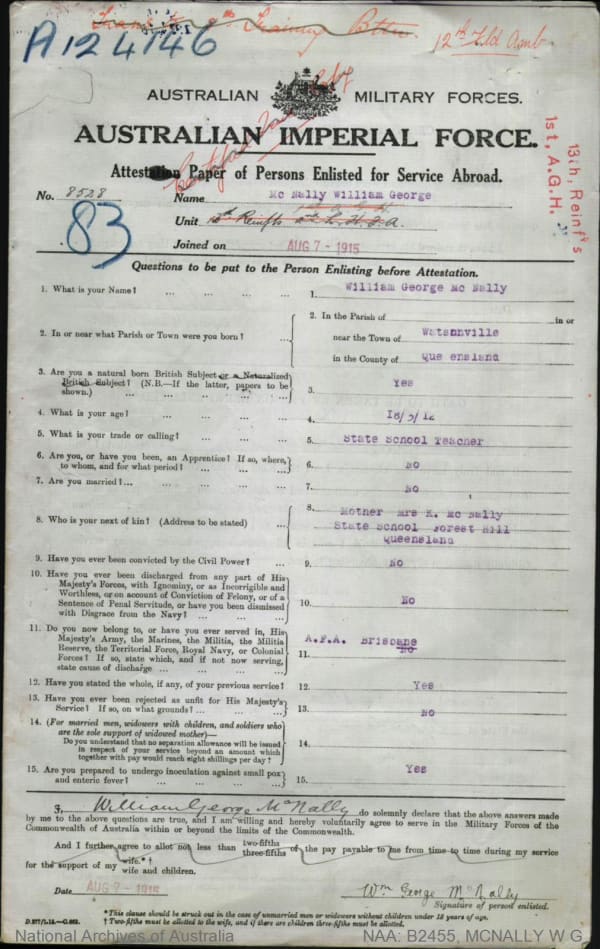 A124146
12th Fld Amb
AUSTRALIAN MILITARY FORCES.
AUSTRALIAN IMPERIAL FORCE.
Attestation Paper of Persons Enlisted for Service Abroad.
13th, Reinf's
1st, A.G.H.
No. 8528 Name Mc Nally William George
83
Unit
Joined on AUG 7 - 1915
Questions to be put to the Person Enlisting before Attestation.
1. What is your Name? ... ... ... 1. William George Mc Nally
2. In or near what Parish or Town were you born? ... 2. In the Parish of in or
near the Town of Watsnnville
in the County of Que ensland
3. Are you a natural born British Subject or a Naturalized
British Subject? (N.B.—If the latter, papers to be
shown.) ... ... ... ... ... 3. Yes
4. What is your age? ... ... ... ... 4. 18/5/12
5. What is your trade or calling? ... ... ... 5. State School Teacher
6. Are you, or have you been, an Apprentice? If so, where,
to whom, and for what period? ... ... ... 6. No
7. Are you married?... ... ... ... ... 7. No
8. Who is your next of kin? (Address to be stated) ... 8. Mother Mrs K. Mc Nally
State School Forest Hill
Queensland
9. Have you ever been convicted by the Civil Power? ... 9. No
10. Have you ever been discharged from any part of His
Majesty's Forces, with Ignominy, or as Incorrigible and
Worthless, or on account of Conviction of Felony, or of a
Sentence of Penal Servitude, or have you been dismissed
with Disgrace from the Navy? ... ... ... 10. No
11. Do you now belong to, or have you ever served in, His
Majesty's Army, the Marines, the Militia, the Militia
Reserve, the Territorial Force, Royal Navy, or Colonial
Forces? If so, state which, and if not now serving,
state cause of discharge ... ... ... 11. A.F.A. Brisbane
No
12. Have you stated the whole, if any, of your previous service? 12. Yes
13. Have you ever been rejected as unfit for His Majesty's
Service? If so, on what grounds? ... ... ... 13. No
14. (For married men, widowers with children, and soldiers who
are the sole support of widowed mother)—
Do you understand that no separation allowance will be issued
in respect of your service beyond an amount which
together with pay would reach eight shillings per day? 14.
15. Are you prepared to undergo inoculation against small pox
and enteric fever? ... ... ... ... 15. Yes
I, William George McNally do solemnly declare that the above answers made
by me to the above questions are true, and I am willing and hereby voluntarily agree to serve in the Military Forces of the
Commonwealth of Australia within or beyond the limits of the Commonwealth.
And I further agree to allot not less than two-fifths three-fifths of the pay payable to me from time to time during my service
for the support of my wife.*† wife and children.
Date AUG 7 - 1915 Wm George McNally
Signature of person enlisted.
*This clause should be struck out in the case of unmarried men or widowers without children under 18 years of age.
† Two-fifths must be allotted to the wife, and if there are children three-fifths must be allotted.
National Archives of Australia NAA: B2455, MCNALLY W G